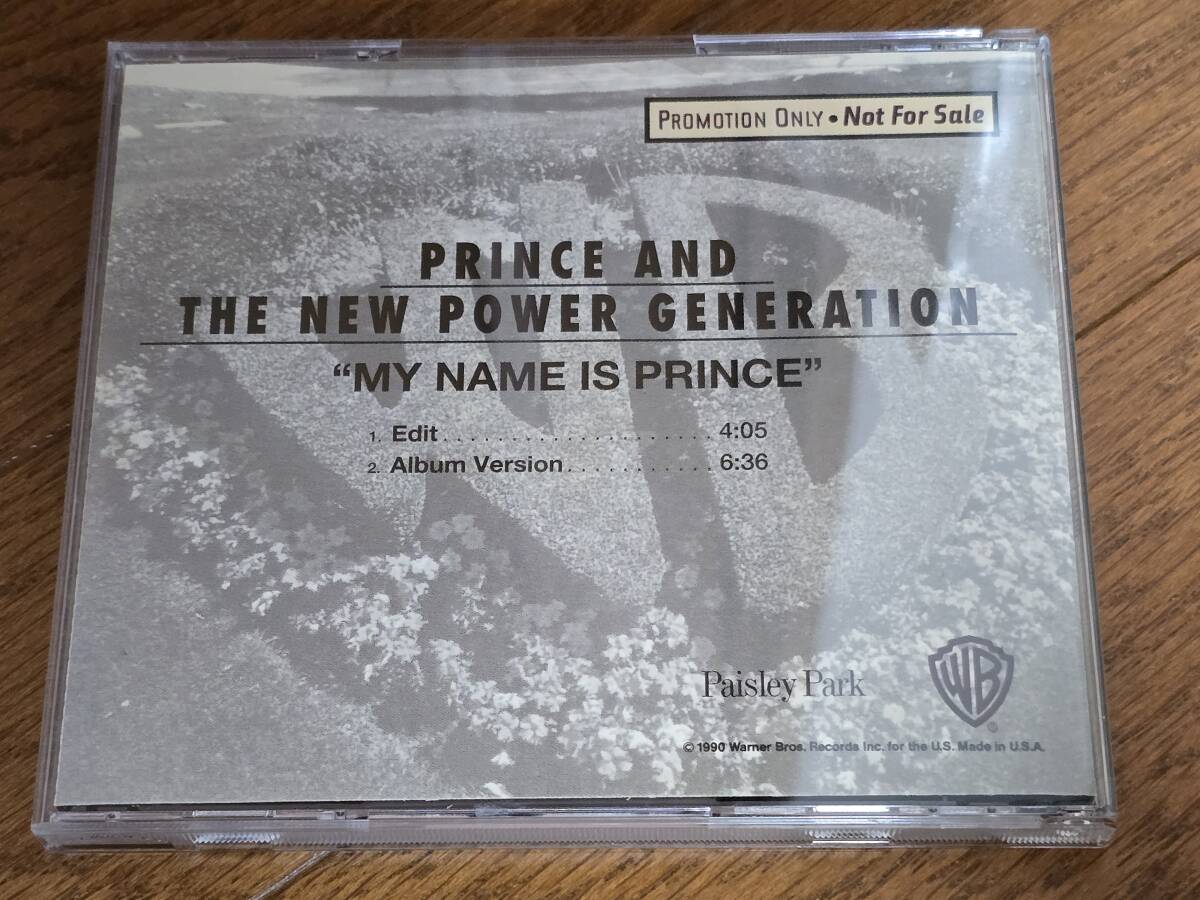 PROMOTION ONLY • Not For Sale
PRINCE AND
THE NEW POWER GENERATION
“MY NAME IS PRINCE”
1. Edit . . . . . . . . . . . . . . . . . . . . . 4:05
2. Album Version . . . . . . . . . . . 6:36
Paisley Park
WB
®
© 1990 Warner Bros. Records Inc. for the U.S. Made in U.S.A.